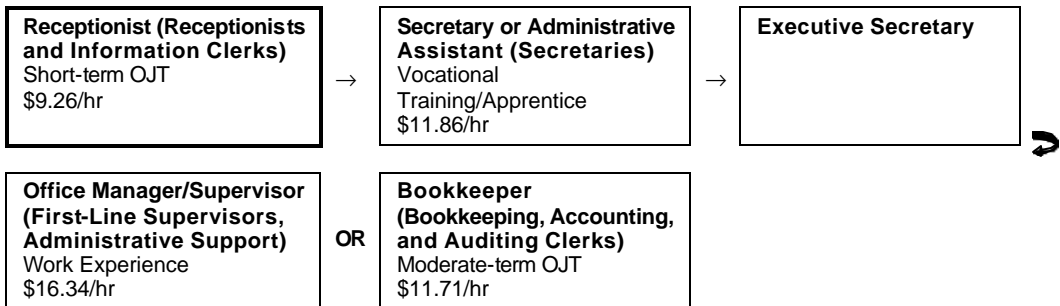 Receptionist (Receptionists
and Information Clerks)
Short-term OJT
$9.26/hr
→
Secretary or Administrative
Assistant (Secretaries)
Vocational
Training/Apprentice
$11.86/hr
→
Executive Secretary
Office Manager/Supervisor
(First-Line Supervisors,
Administrative Support)
Work Experience
$16.34/hr
OR
Bookkeeper
(Bookkeeping, Accounting,
and Auditing Clerks)
Moderate-term OJT
$11.71/hr